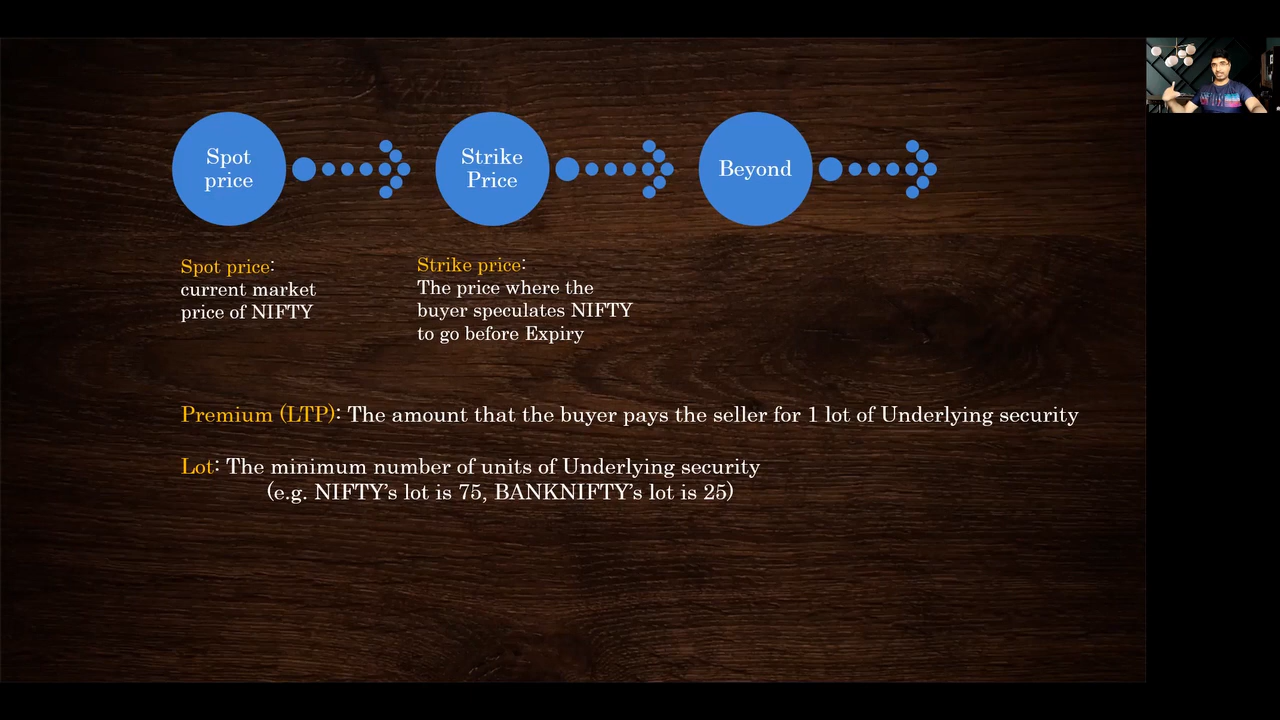 Spot
price
Strike
Price
Beyond
Spot price:
current market
price of NIFTY
Strike price:
The price where the
buyer speculates NIFTY
to go before Expiry
Premium (LTP): The amount that the buyer pays the seller for 1 lot of Underlying security
Lot: The minimum number of units of Underlying security
(e.g. NIFTY's lot is 75, BANKNIFTY's lot is 25)